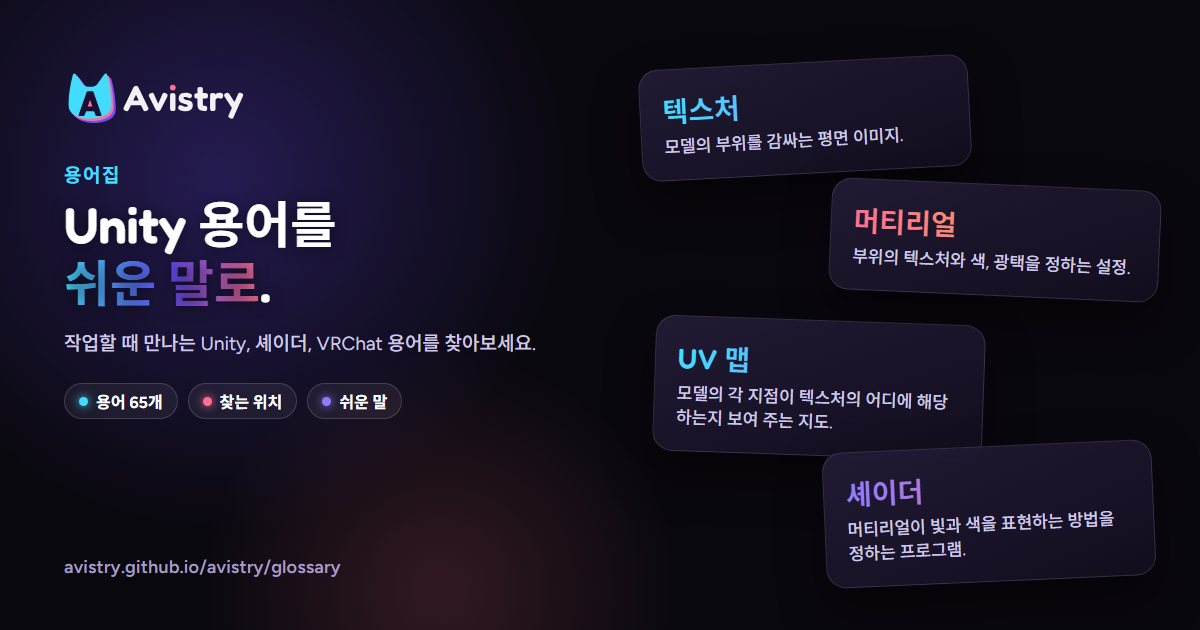 Avistry
용어집
Unity 용어를
쉬운 말로.
작업할 때 만나는 Unity, 셰이더, VRChat 용어를 찾아보세요.
용어 65개
찾는 위치
쉬운 말
avistry.github.io/avistry/glossary
텍스처
모델의 부위를 감싸는 평면 이미지.
머티리얼
부위의 텍스처와 색, 광택을 정하는 설정.
UV 맵
모델의 각 지점이 텍스처의 어디에 해당
하는지 보여 주는 지도.
셰이더
머티리얼이 빛과 색을 표현하는 방법을
정하는 프로그램.